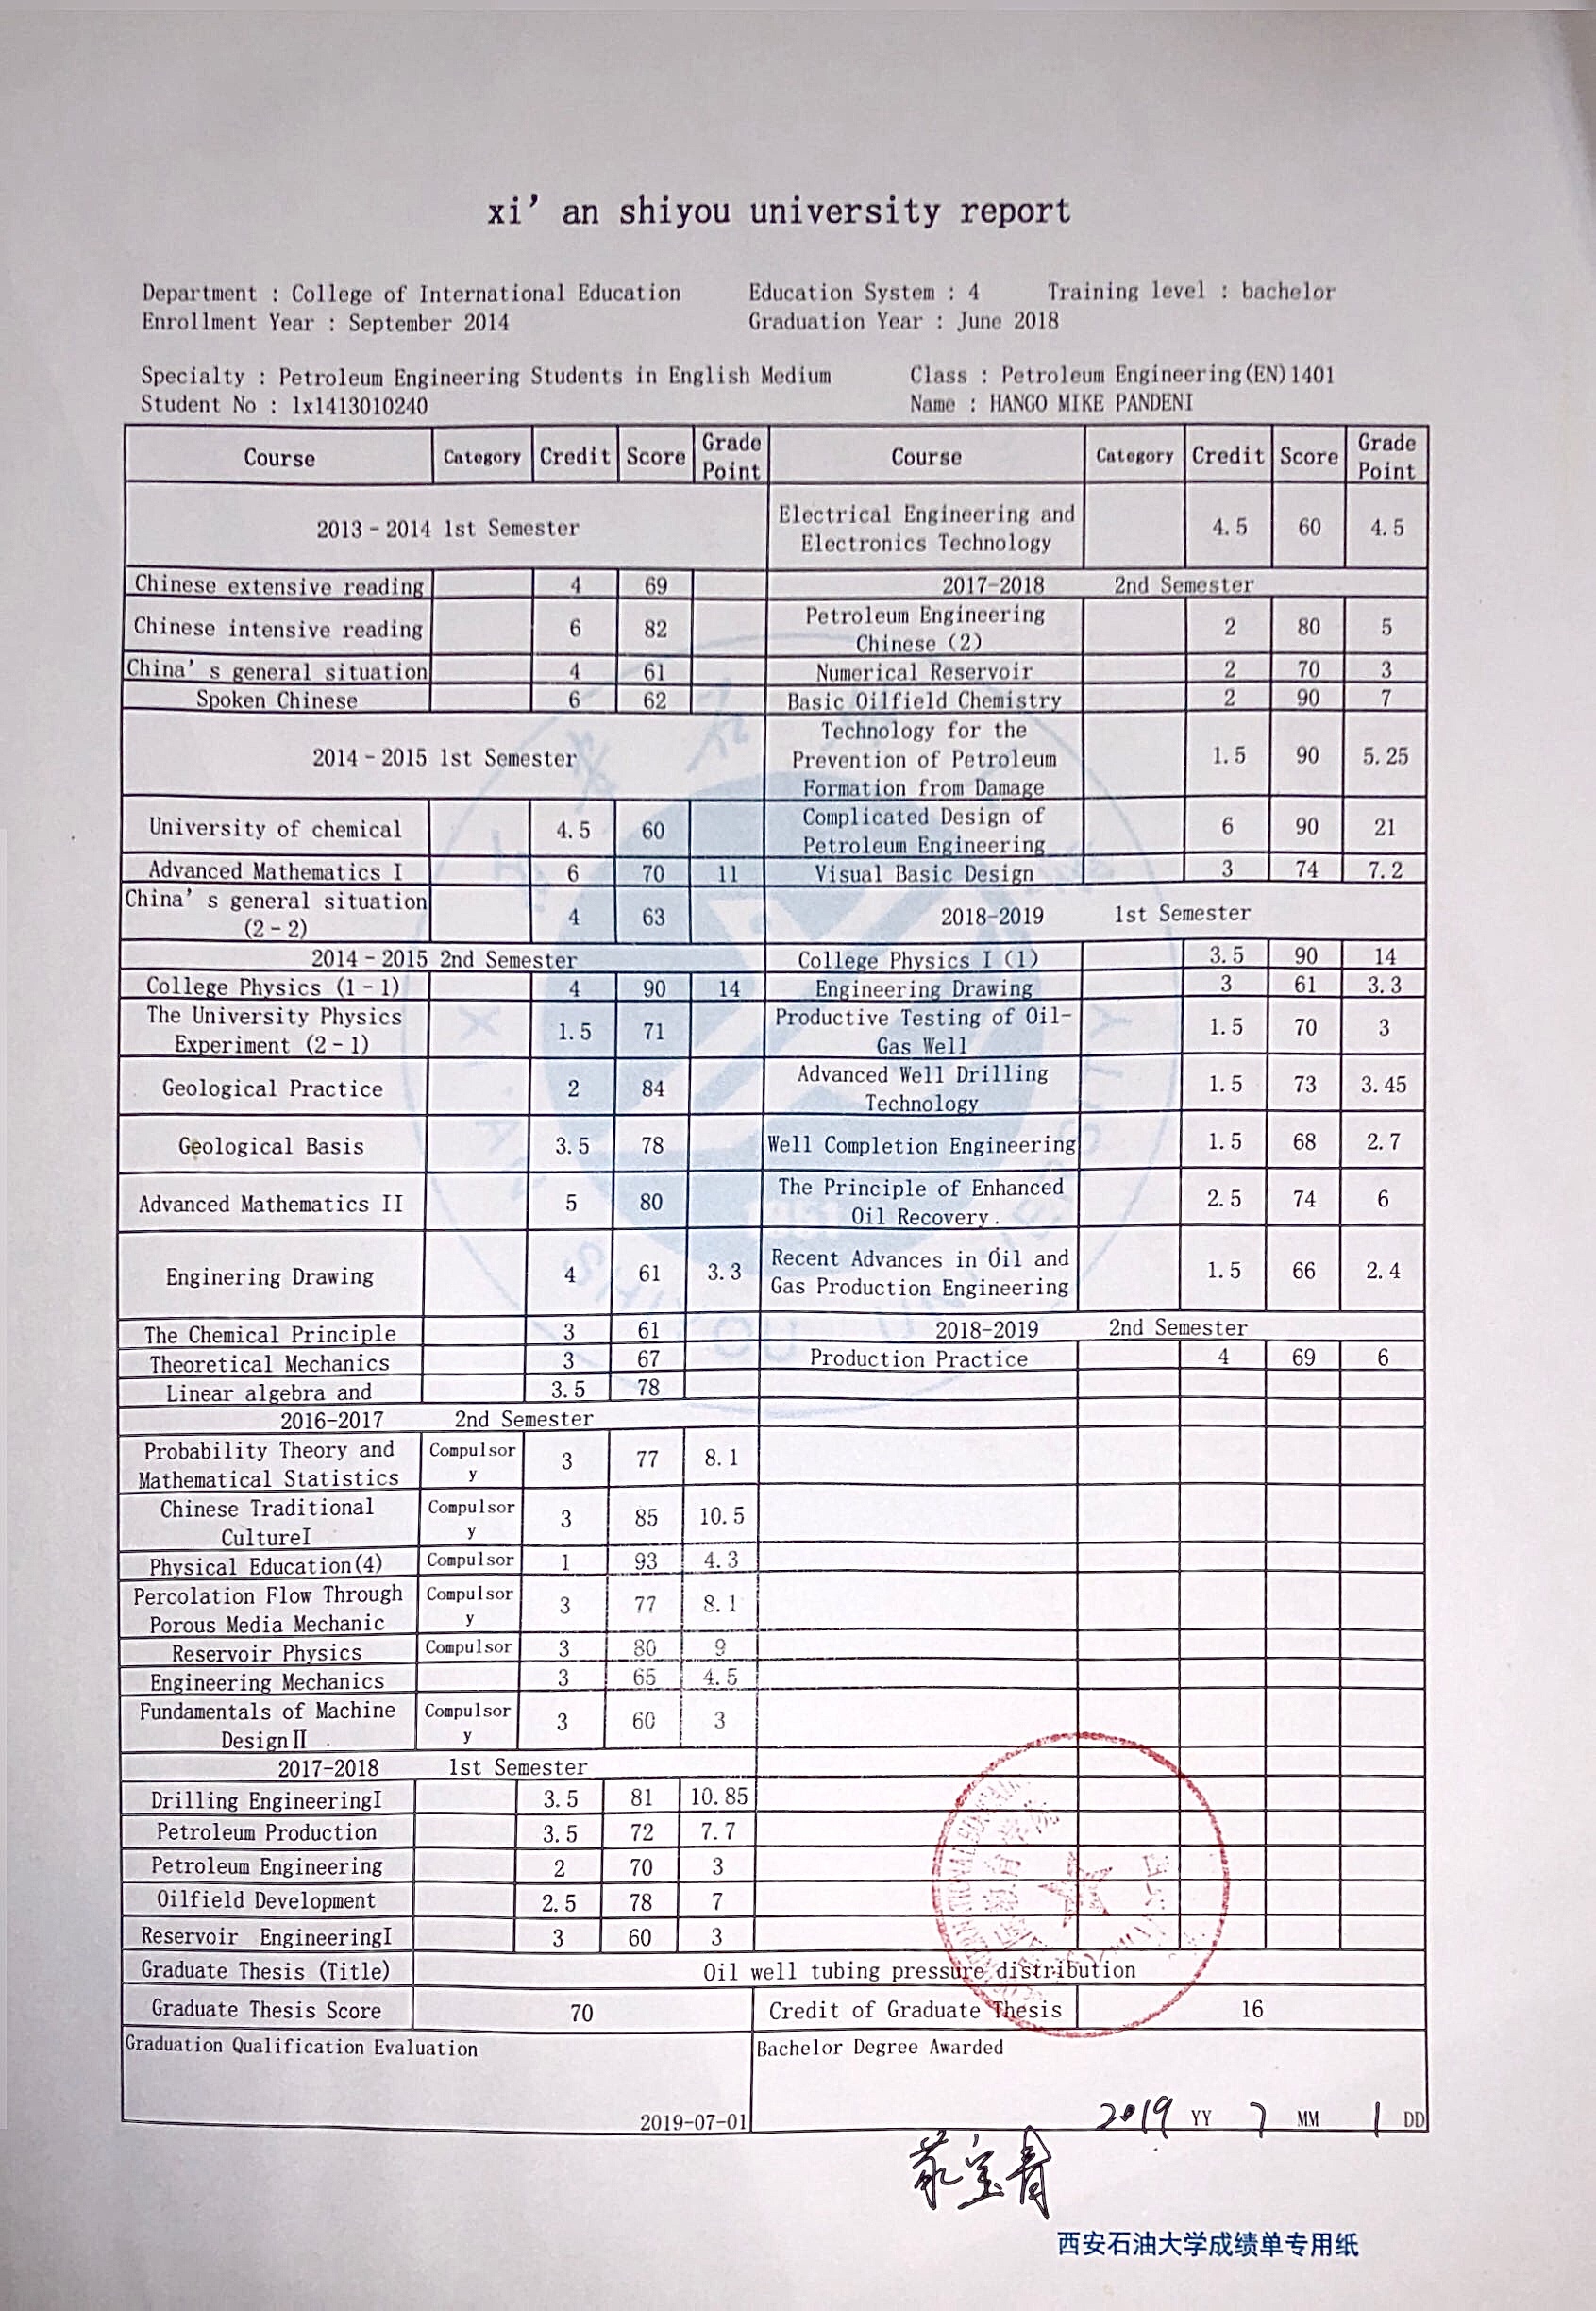 xi' an shiyou university report
Department : College of International Education Education System : 4 Training level : bachelor
Enrollment Year : September 2014 Graduation Year : June 2018
Specialty : Petroleum Engineering Students in English Medium Class : Petroleum Engineering(EN)1401
Student No : lx1413010240 Name : HANGO MIKE PANDENI
Course Category Credit Score Grade Point
2013-2014 1st Semester
Chinese extensive reading 4 69
Chinese intensive reading 6 82
China's general situation 4 61
Spoken Chinese 6 62
2014-2015 1st Semester
University of chemical 4.5 60
Advanced Mathematics I 6 70 11
China's general situation
(2-2) 4 63
2014-2015 2nd Semester
College Physics (1-1) 4 90 14
The University Physics
Experiment (2-1) 1.5 71
Geological Practice 2 84
Geological Basis 3.5 78
Advanced Mathematics II 5 80
Enginering Drawing 4 61 3.3
The Chemical Principle 3 61
Theoretical Mechanics 3 67
Linear algebra and 3.5 78
2016-2017 2nd Semester
Probability Theory and
Mathematical Statistics Compulsory 3 77 8.1
Chinese Traditional
CultureI Compulsory 3 85 10.5
Physical Education(4) Compulsor 1 93 4.3
Percolation Flow Through
Porous Media Mechanic Compulsory 3 77 8.1
Reservoir Physics Compulsor 3 80 9
Engineering Mechanics 3 65 4.5
Fundamentals of Machine
DesignⅡ Compulsory 3 60 3
2017-2018 1st Semester
Drilling EngineeringI 3.5 81 10.85
Petroleum Production 3.5 72 7.7
Petroleum Engineering 2 70 3
Oilfield Development 2.5 78 7
Reservoir EngineeringI 3 60 3
Course Category Credit Score Grade Point
Electrical Engineering and
Electronics Technology 4.5 60 4.5
2017-2018 2nd Semester
Petroleum Engineering
Chinese (2) 2 80 5
Numerical Reservoir 2 70 3
Basic Oilfield Chemistry 2 90 7
Technology for the
Prevention of Petroleum
Formation from Damage 1.5 90 5.25
Complicated Design of
Petroleum Engineering 6 90 21
Visual Basic Design 3 74 7.2
2018-2019 1st Semester
College Physics I (1) 3.5 90 14
Engineering Drawing 3 61 3.3
Productive Testing of Oil-
Gas Well 1.5 70 3
Advanced Well Drilling
Technology 1.5 73 3.45
Well Completion Engineering 1.5 68 2.7
The Principle of Enhanced
Oil Recovery. 2.5 74 6
Recent Advances in Oil and
Gas Production Engineering 1.5 66 2.4
2018-2019 2nd Semester
Production Practice 4 69 6
Graduate Thesis (Title) Oil well tubing pressure distribution
Graduate Thesis Score 70 Credit of Graduate Thesis 16
Graduation Qualification Evaluation Bachelor Degree Awarded
2019-07-01 2019 YY 7 MM 1 DD
西安石油大学成绩单专用纸